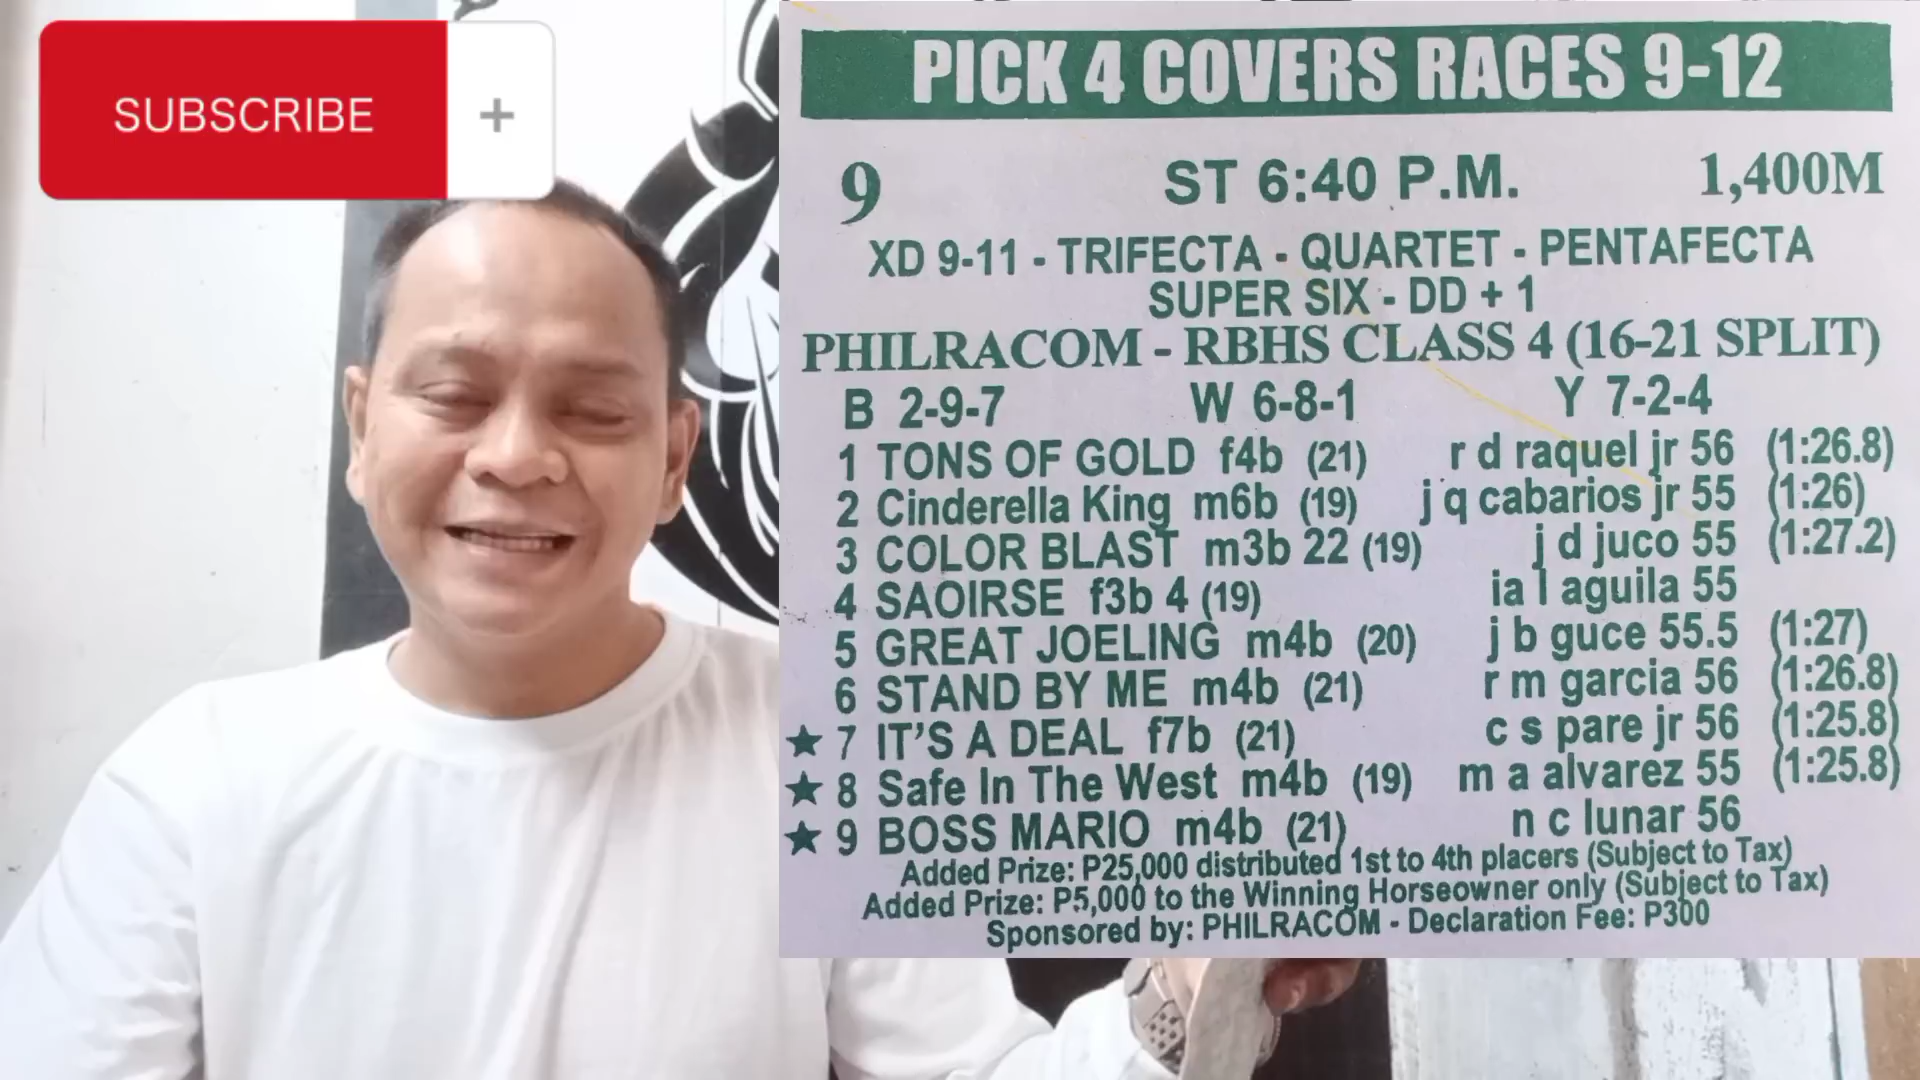 SUBSCRIBE +
PICK 4 COVERS RACES 9-12
9 ST 6:40 P.M. 1,400M
XD 9-11 - TRIFECTA - QUARTET - PENTAFECTA
SUPER SIX - DD + 1
PHILRACOM - RBHS CLASS 4 (16-21 SPLIT)
B 2-9-7 W 6-8-1 Y 7-2-4
1 TONS OF GOLD f4b (21) r d raquel jr 56 (1:26.8)
2 Cinderella King m6b (19) j q cabarios jr 55 (1:26)
3 COLOR BLAST m3b 22 (19) j d juco 55 (1:27.2)
4 SAOIRSE f3b 4 (19) ia l aguila 55
5 GREAT JOELING m4b (20) j b guce 55.5 (1:27)
6 STAND BY ME m4b (21) r m garcia 56 (1:26.8)
★ 7 IT'S A DEAL f7b (21) c s pare jr 56 (1:25.8)
★ 8 Safe In The West m4b (19) m a alvarez 55 (1:25.8)
★ 9 BOSS MARIO m4b (21) n c lunar 56
Added Prize: P25,000 distributed 1st to 4th placers (Subject to Tax)
Added Prize: P5,000 to the Winning Horseowner only (Subject to Tax)
Sponsored by: PHILRACOM - Declaration Fee: P300